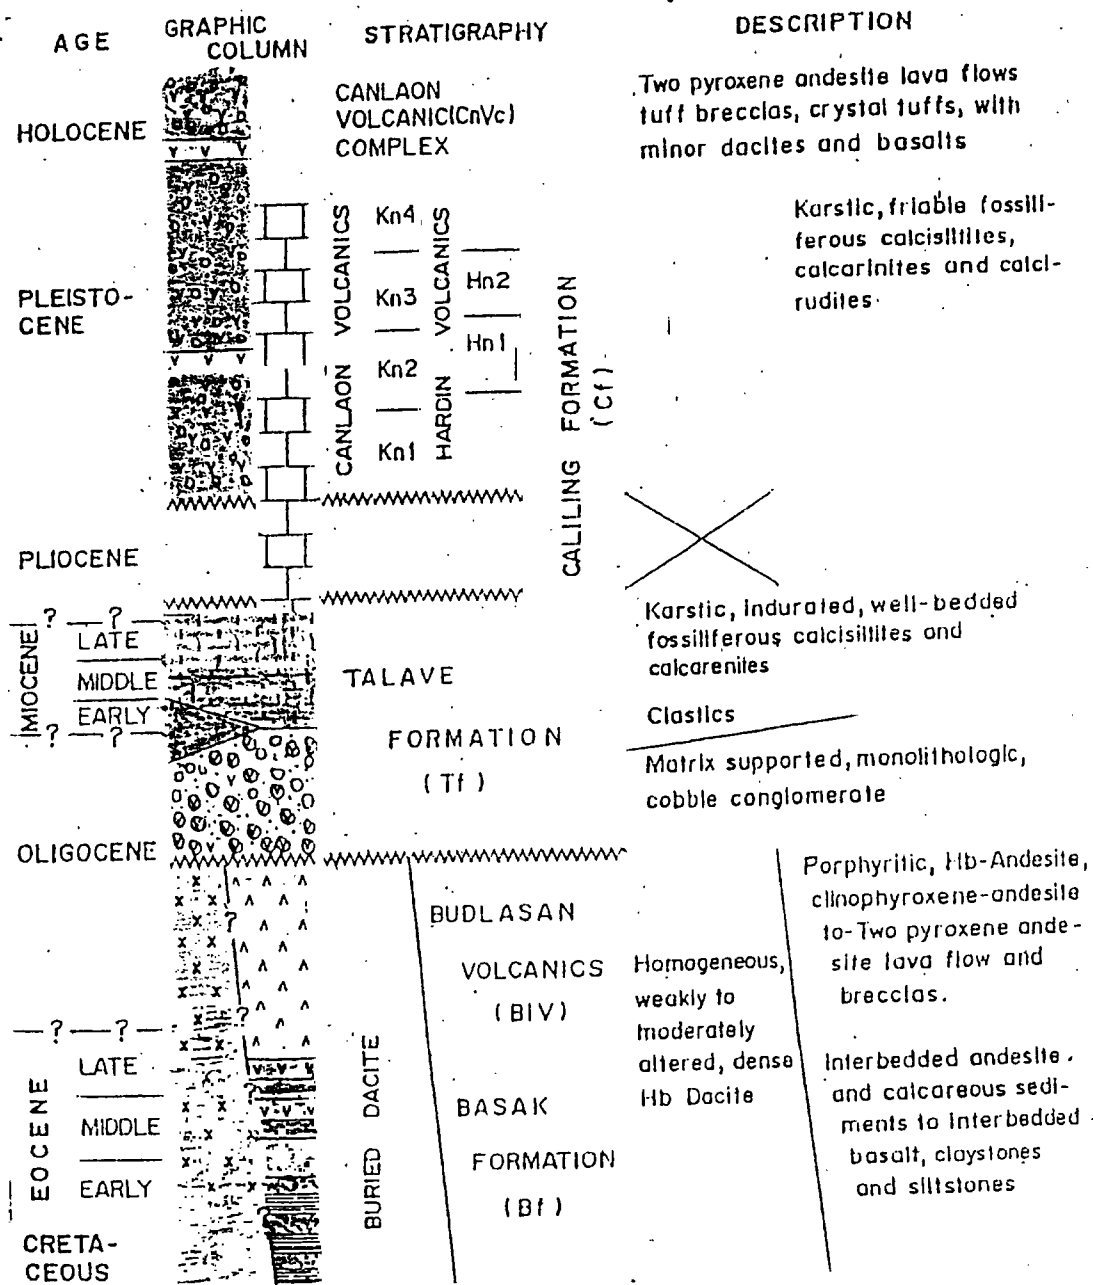 AGE
GRAPHIC
COLUMN
STRATIGRAPHY
DESCRIPTION
HOLOCENE
CANLAON
VOLCANIC(CnVc)
COMPLEX
Two pyroxene andesite lava flows
tuff breccias, crystal tuffs, with
minor dacites and basalts
PLEISTO-
CENE
CANLAON VOLCANICS
Kn4
Kn3
Kn2
Kn1
HARDIN VOLCANICS
Hn2
Hn1
CALILING FORMATION
(Cf)
Karstic, friable fossili-
ferous calcisiltites,
calcarinites and calci-
rudites
PLIOCENE
? ?
MIOCENE
LATE
MIDDLE
EARLY
? ?
TALAVE
FORMATION
(Tf)
Karstic, indurated, well-bedded
fossiliferous calcisiltites and
calcarenites
Clastics
Matrix supported, monolithologic,
cobble conglomerate
OLIGOCENE
?
?
BUDLASAN
VOLCANICS
(BlV)
Homogeneous,
weakly to
moderately
altered, dense
Hb Dacite
Porphyritic, Hb-Andesite,
clinophyroxene-andesite
to-Two pyroxene ande-
site lava flow and
breccias.
? ?
EOCENE
LATE
MIDDLE
EARLY
?
?
BURIED DACITE
BASAK
FORMATION
(Bf)
Interbedded andesite
and calcareous sedi-
ments to interbedded
basalt, claystones
and siltstones
CRETA-
CEOUS